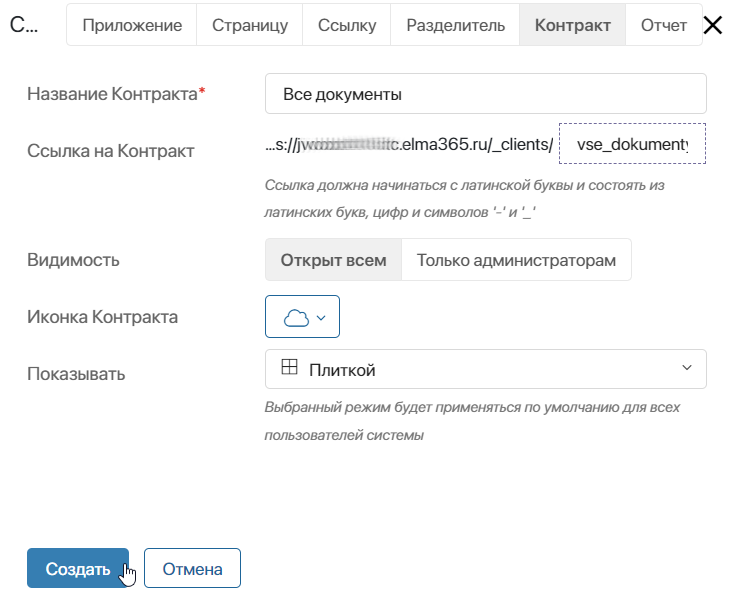 С...
Приложение Страницу Ссылку Разделитель Контракт Отчет
Название Контракта* Все документы
Ссылка на Контракт ...s://jw .elma365.ru/_clients/ vse_dokumenty
Ссылка должна начинаться с латинской буквы и состоять из
латинских букв, цифр и символов '-' и '_'
Видимость Открыт всем Только администраторам
Иконка Контракта
Показывать Плиткой
Выбранный режим будет применяться по умолчанию для всех
пользователей системы
Создать Отмена